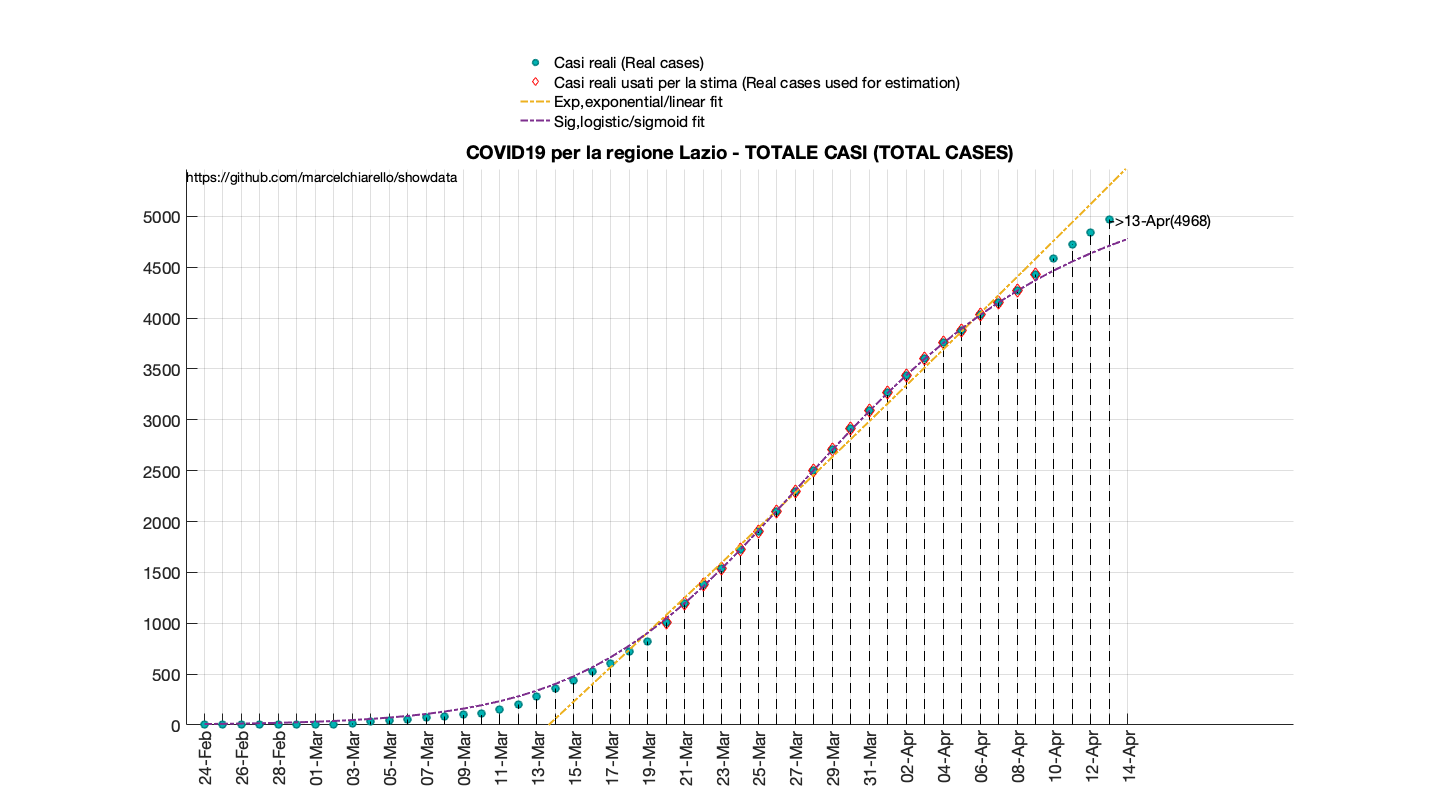 Casi reali (Real cases)
Casi reali usati per la stima (Real cases used for estimation)
Exp,exponential/linear fit
Sig,logistic/sigmoid fit
COVID19 per la regione Lazio - TOTALE CASI (TOTAL CASES)
https://github.com/marcelchiarello/showdata
5000
4500
4000
3500
3000
2500
2000
1500
1000
500
0
->13-Apr(4968)
24-Feb
26-Feb
28-Feb
01-Mar
03-Mar
05-Mar
07-Mar
09-Mar
11-Mar
13-Mar
15-Mar
17-Mar
19-Mar
21-Mar
23-Mar
25-Mar
27-Mar
29-Mar
31-Mar
02-Apr
04-Apr
06-Apr
08-Apr
10-Apr
12-Apr
14-Apr